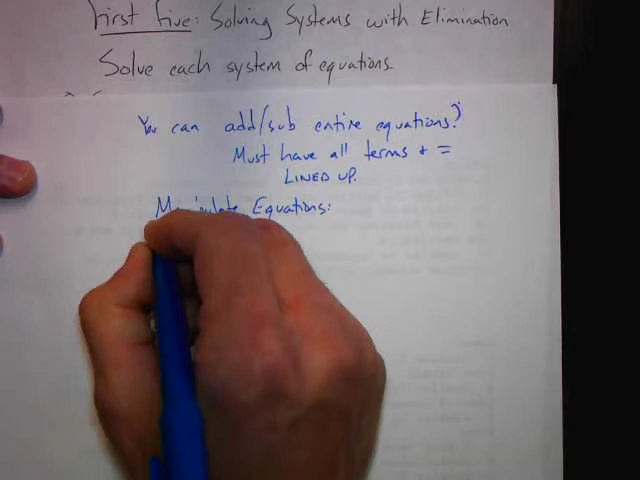 First Five: Solving Systems with Elimination
Solve each system of equations.
You can add/sub entire equations?
Must have all terms + =
LINED UP.
Manipulate Equations: